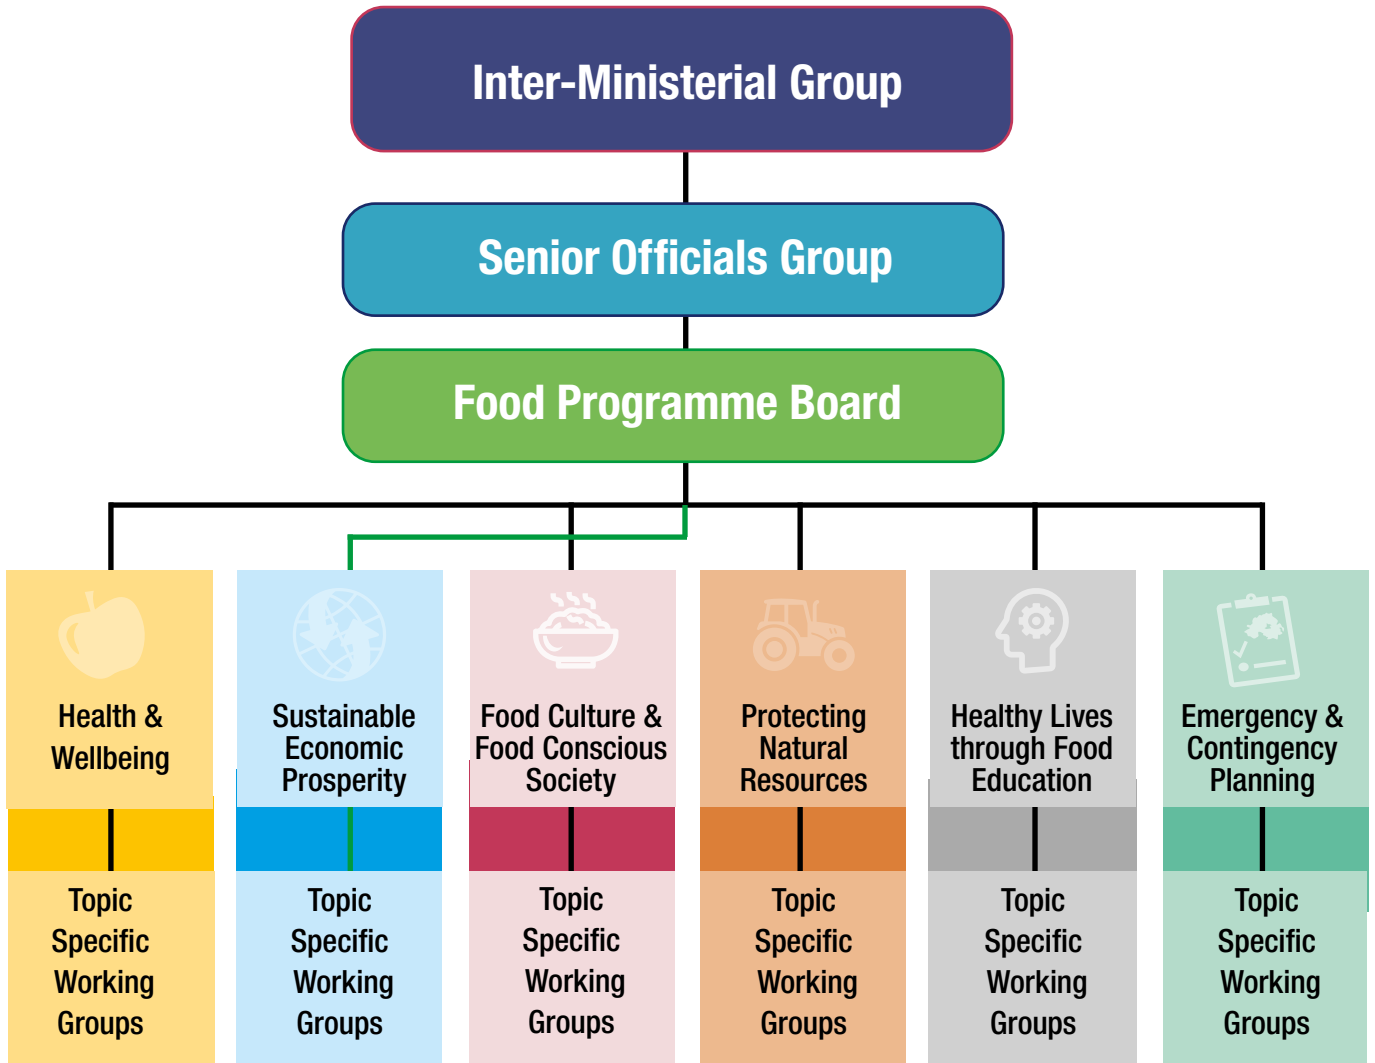 Inter-Ministerial Group
Senior Officials Group
Food Programme Board
Health &
Wellbeing
Sustainable
Economic
Prosperity
Food Culture &
Food Conscious
Society
Protecting
Natural
Resources
Healthy Lives
through Food
Education
Emergency &
Contingency
Planning
Topic
Specific
Working
Groups
Topic
Specific
Working
Groups
Topic
Specific
Working
Groups
Topic
Specific
Working
Groups
Topic
Specific
Working
Groups
Topic
Specific
Working
Groups